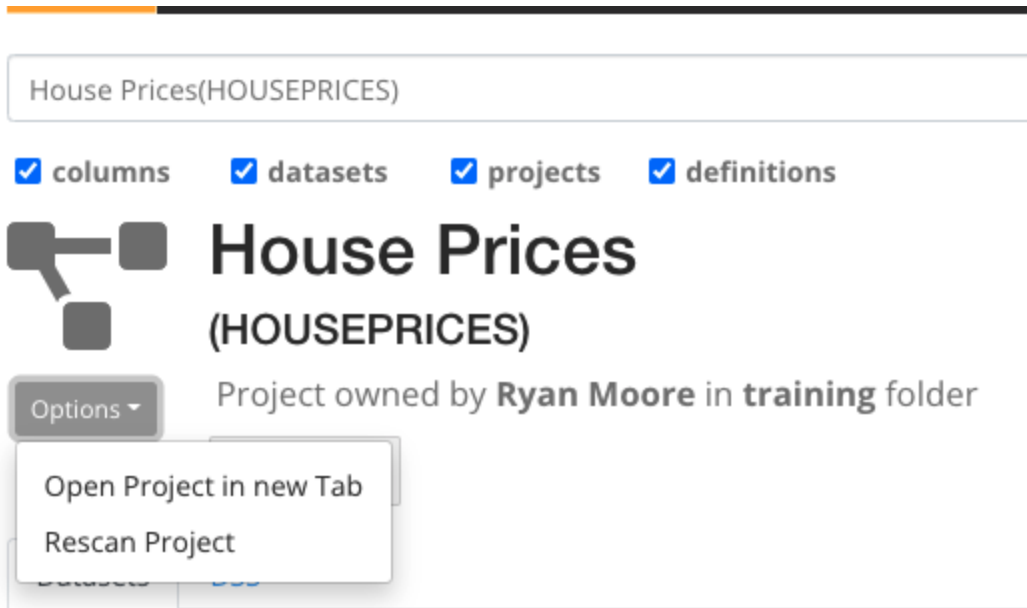 House Prices(HOUSEPRICES)
columns datasets projects definitions
House Prices
(HOUSEPRICES)
Options
Project owned by Ryan Moore in training folder
Open Project in new Tab
Rescan Project
Datasets